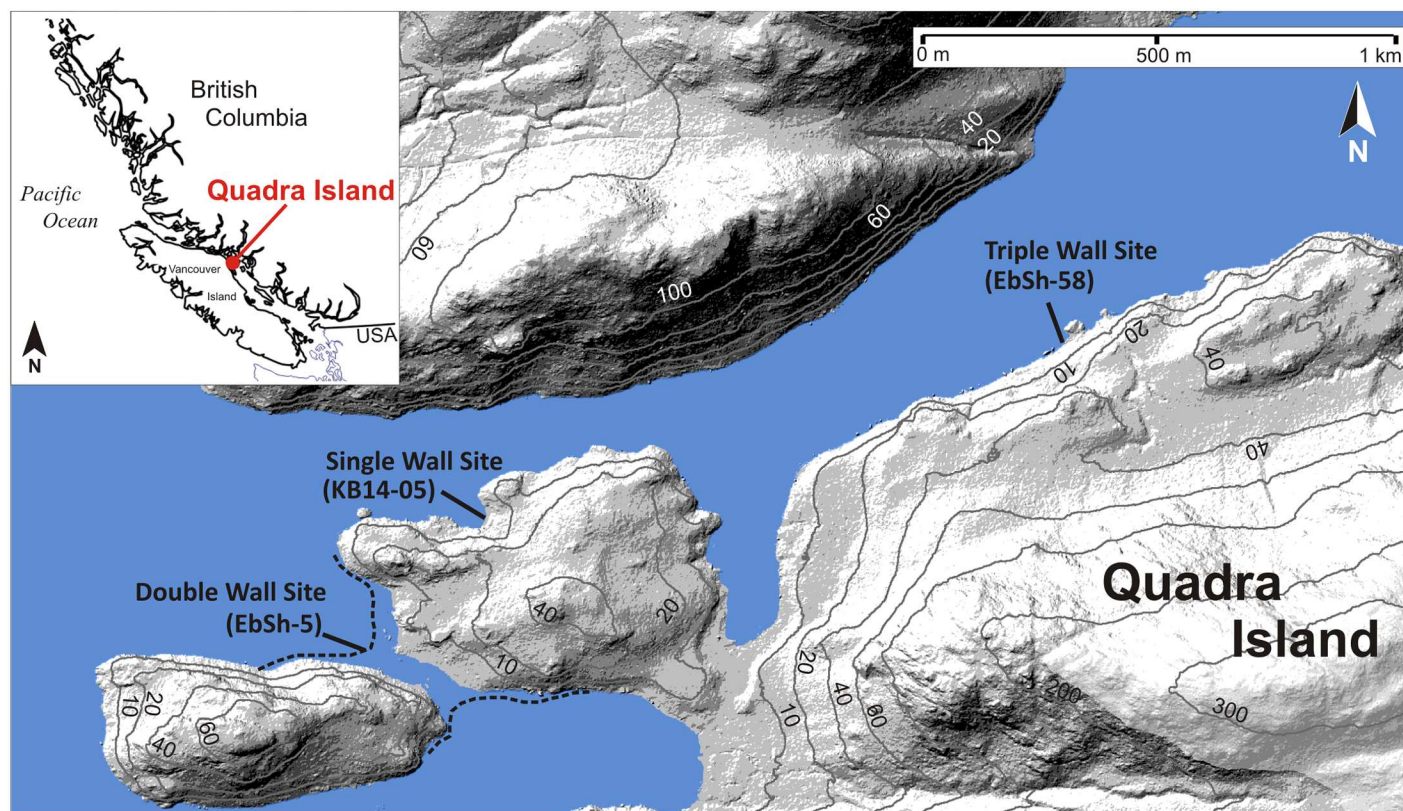 British
Columbia
Pacific
Ocean
Quadra Island
Vancouver
Island
USA
N
0 m
500 m
1 km
N
40
20
60
60
100
Triple Wall Site
(EbSh-58)
20
10
40
40
Single Wall Site
(KB14-05)
Double Wall Site
(EbSh-5)
40
20
10
Quadra
Island
20
10
40
60
200
300
10
20
40
60